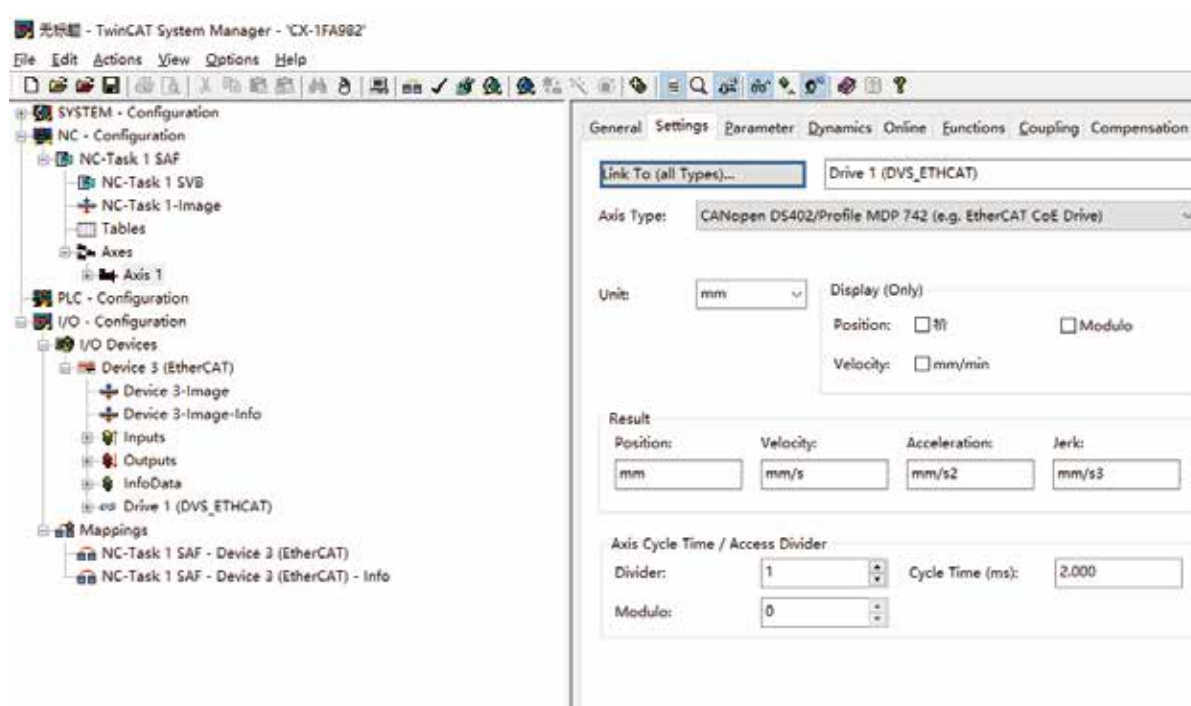 无标题 - TwinCAT System Manager - 'CX-1FA982'
File Edit Actions View Options Help
SYSTEM - Configuration
NC - Configuration
NC-Task 1 SAF
NC-Task 1 SVB
NC-Task 1-Image
Tables
Axes
Axis 1
PLC - Configuration
I/O - Configuration
I/O Devices
Device 3 (EtherCAT)
Device 3-Image
Device 3-Image-Info
Inputs
Outputs
InfoData
Drive 1 (DVS_ETHCAT)
Mappings
NC-Task 1 SAF - Device 3 (EtherCAT)
NC-Task 1 SAF - Device 3 (EtherCAT) - Info
General Settings Parameter Dynamics Online Functions Coupling Compensation
Link To (all Types)... Drive 1 (DVS_ETHCAT)
Axis Type: CANopen DS402/Profile MDP 742 (e.g. EtherCAT CoE Drive)
Unit: mm Display (Only)
Position: Modulo
Velocity: mm/min
Result
Position: Velocity: Acceleration: Jerk:
mm mm/s mm/s2 mm/s3
Axis Cycle Time / Access Divider
Divider: 1 Cycle Time (ms): 2.000
Modulo: 0